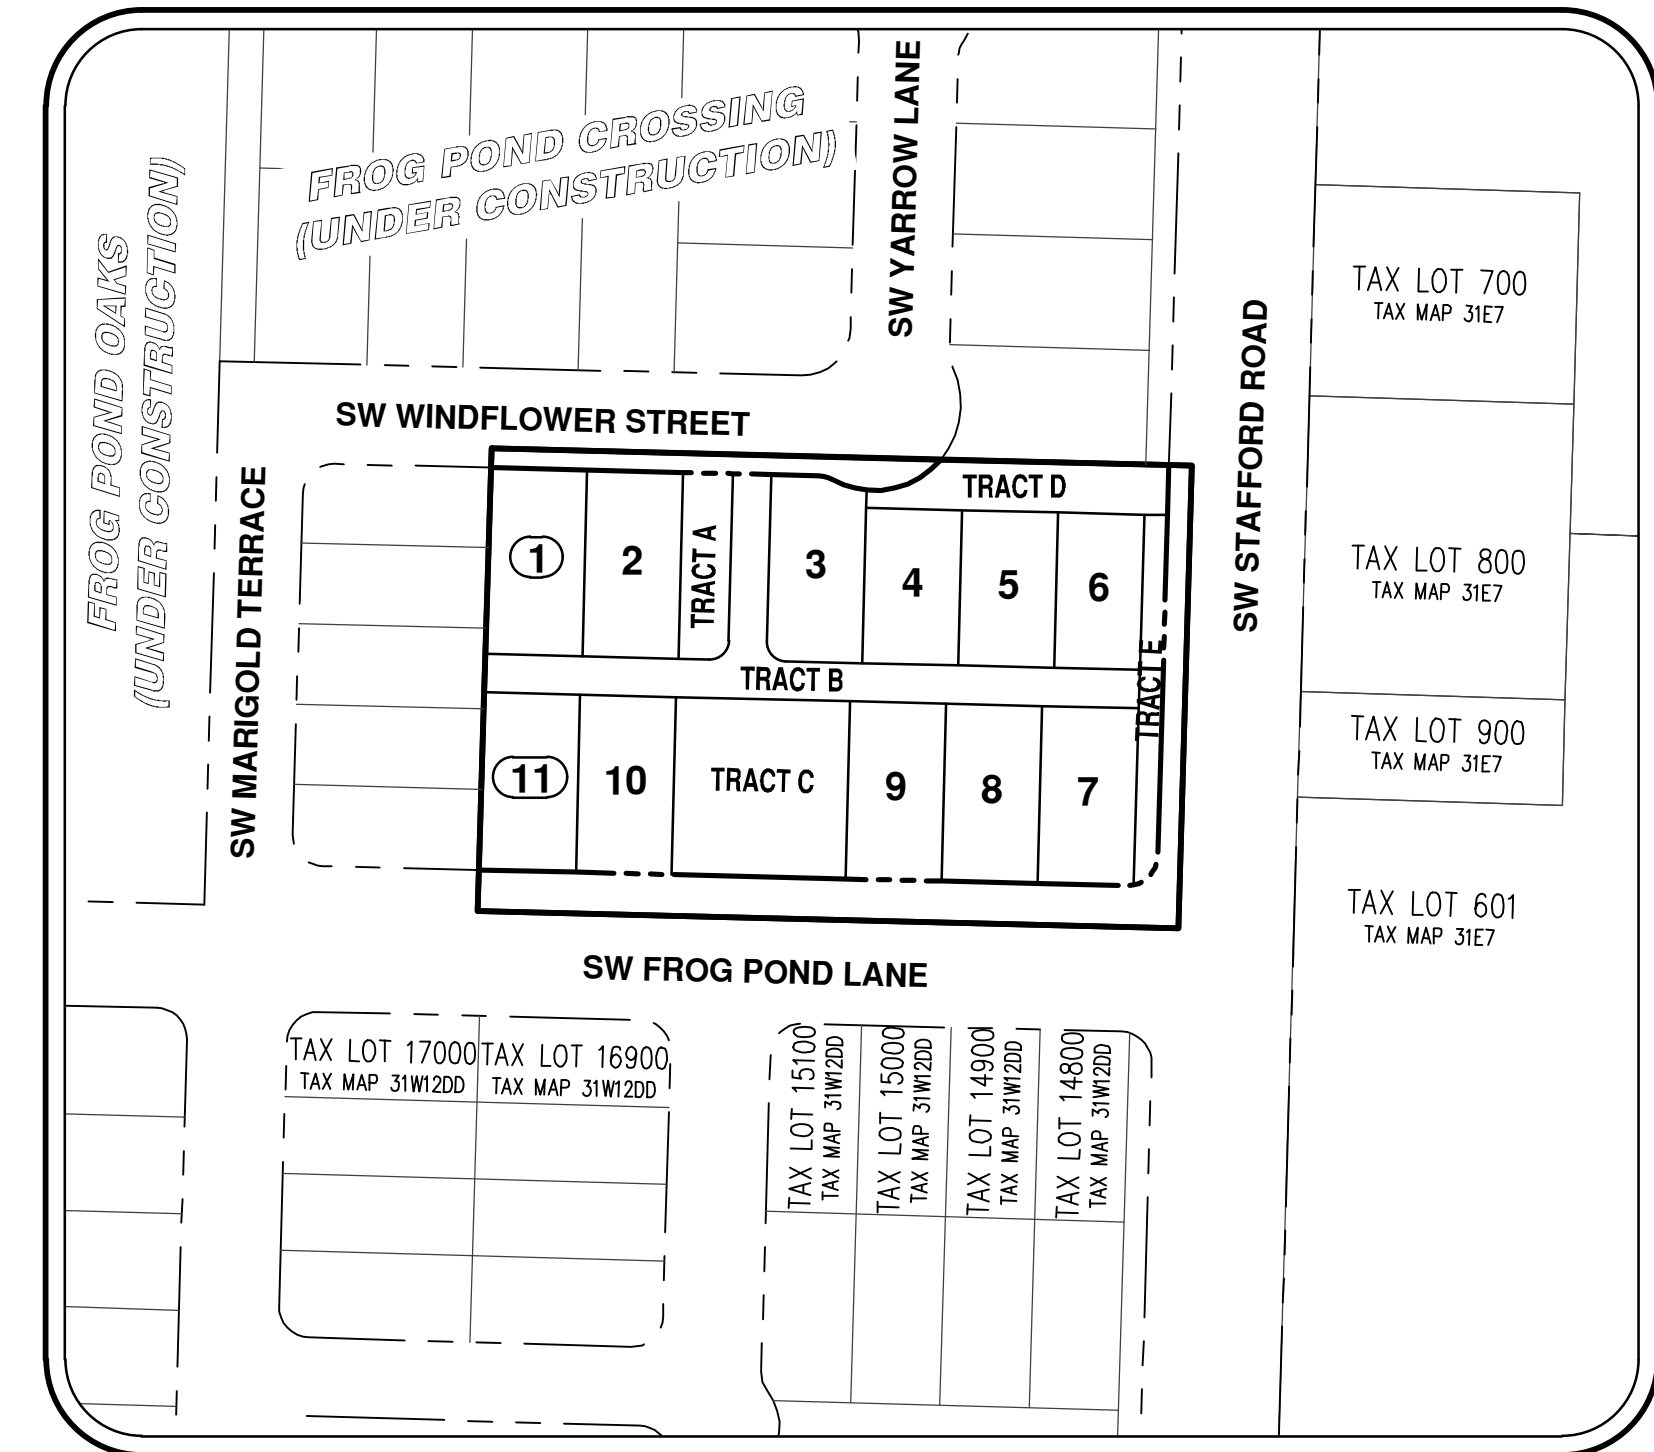 FROG POND CROSSING
(UNDER CONSTRUCTION)
FROG POND OAKS
(UNDER CONSTRUCTION)
SW YARROW LANE
SW WINDFLOWER STREET
SW MARIGOLD TERRACE
SW STAFFORD ROAD
TAX LOT 700
TAX MAP 31E7
TAX LOT 800
TAX MAP 31E7
TAX LOT 900
TAX MAP 31E7
TAX LOT 601
TAX MAP 31E7
TRACT D
1
2
TRACT A
3
4
5
6
TRACT B
TRACT E
11
10
TRACT C
9
8
7
SW FROG POND LANE
TAX LOT 17000
TAX MAP 31W12DD
TAX LOT 16900
TAX MAP 31W12DD
TAX LOT 15100
TAX MAP 31W12DD
TAX LOT 15000
TAX MAP 31W12DD
TAX LOT 14900
TAX MAP 31W12DD
TAX LOT 14800
TAX MAP 31W12DD